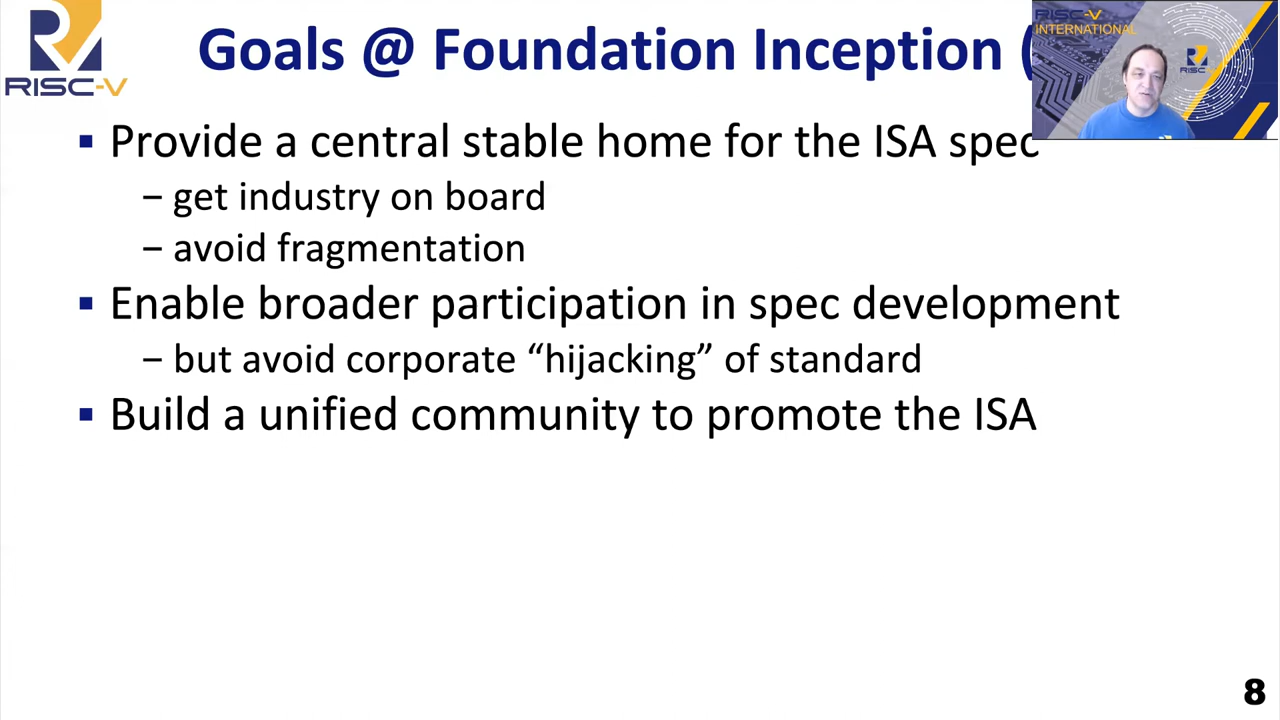 RISC-V
Goals @ Foundation Inception (
RISC-V
INTERNATIONAL
RISC-V
▪ Provide a central stable home for the ISA spec
– get industry on board
– avoid fragmentation
▪ Enable broader participation in spec development
– but avoid corporate “hijacking” of standard
▪ Build a unified community to promote the ISA
8